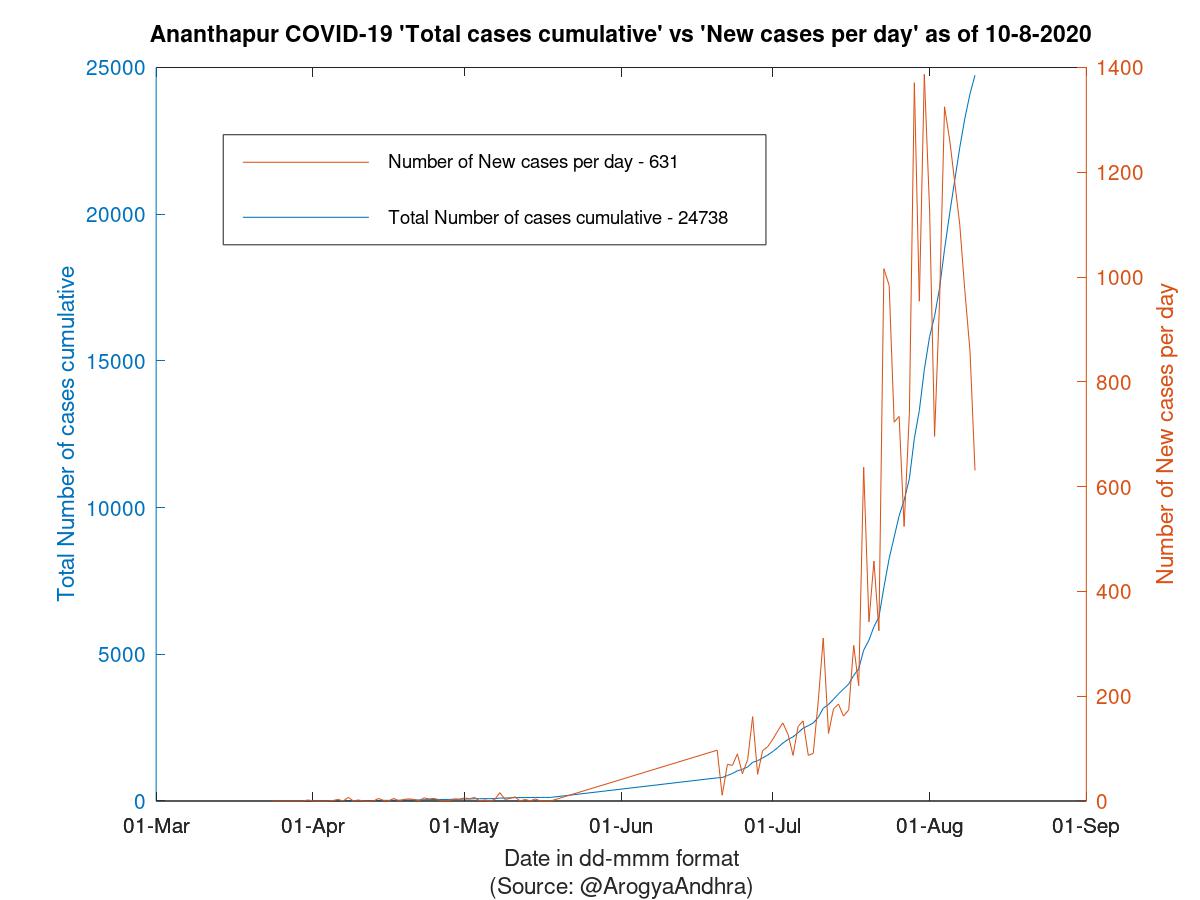 Ananthapur COVID-19 'Total cases cumulative' vs 'New cases per day' as of 10-8-2020
25000
20000
15000
10000
5000
0
Total Number of cases cumulative
Number of New cases per day - 631
Total Number of cases cumulative - 24738
1400
1200
1000
800
600
400
200
0
Number of New cases per day
01-Mar 01-Apr 01-May 01-Jun 01-Jul 01-Aug 01-Sep
Date in dd-mmm format
(Source: @ArogyaAndhra)